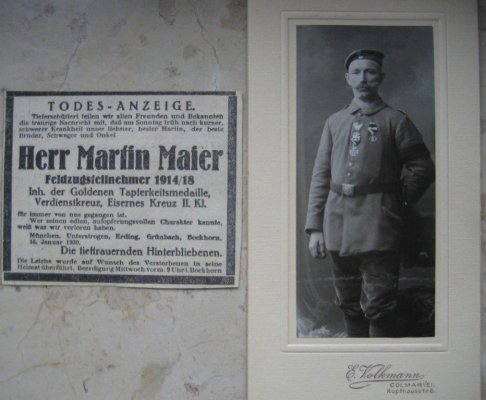 TODES-ANZEIGE.
Tieferschüttert teilen wir allen Freunden und Bekannten
die traurige Nachricht mit, daß am Sonntag früh nach kurzer,
schwerer Krankheit unser liebster, bester Martin, der beste
Bruder, Schwager und Onkel
Herr Martin Maier
Feldzugsteilnehmer 1914/18
Inh. der Goldenen Tapferkeitsmedaille,
Verdienstkreuz, Eisernes Kreuz II. Kl.
für immer von uns gegangen ist.
Wer seinen edlen, aufopferungsvollen Charakter kannte,
weiß was wir verloren haben.
München, Unterstrogen, Erding, Grünbach, Bockhorn,
Januar
Die tieftrauernden Hinterbliebenen.
Die Leiche wurde auf Wunsch des Verstorbenen in seine
Heimat überführt. Beerdigung Mittwoch vorm. 9 Uhr i. Bockhorn
E. Volkmann
COLMAR i/El.